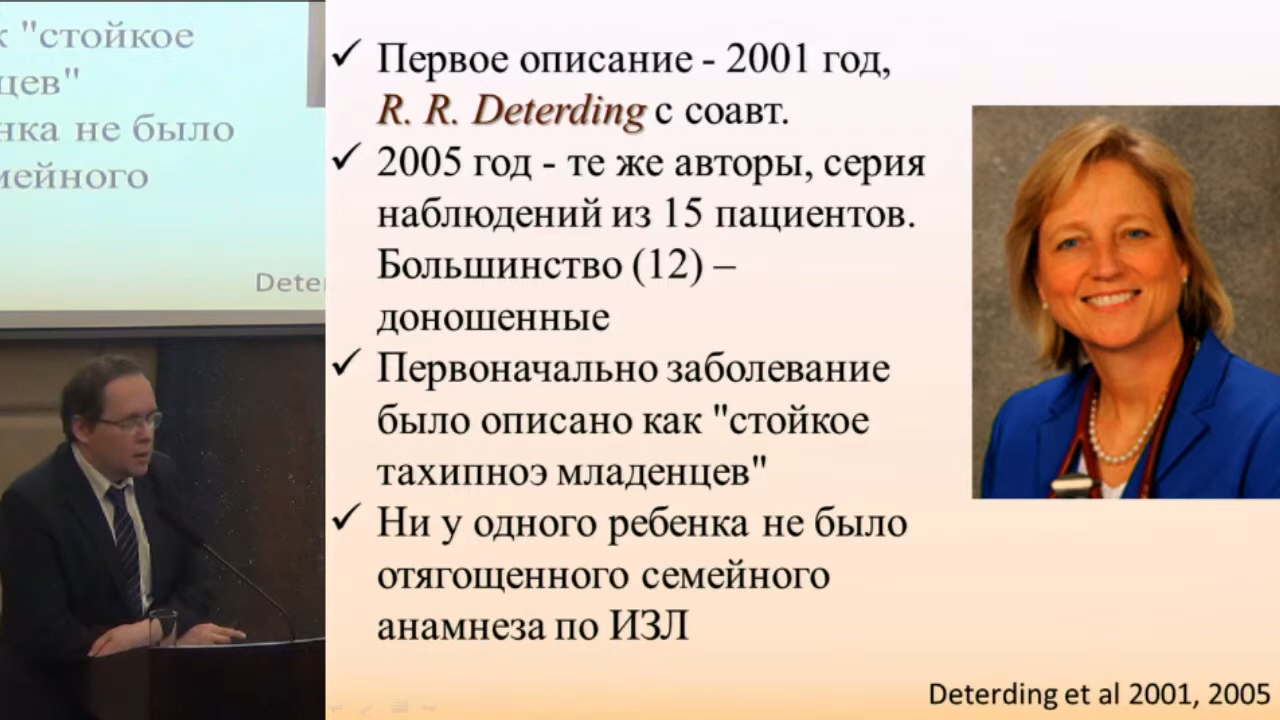 к "стойкое
цев"
нка не было
мейного
Deter
Первое описание - 2001 год,
R. R. Deterding с соавт.
2005 год - те же авторы, серия
наблюдений из 15 пациентов.
Большинство (12) –
доношенные
Первоначально заболевание
было описано как "стойкое
тахипноэ младенцев"
Ни у одного ребенка не было
отягощенного семейного
анамнеза по ИЗЛ
Deterding et al 2001, 2005